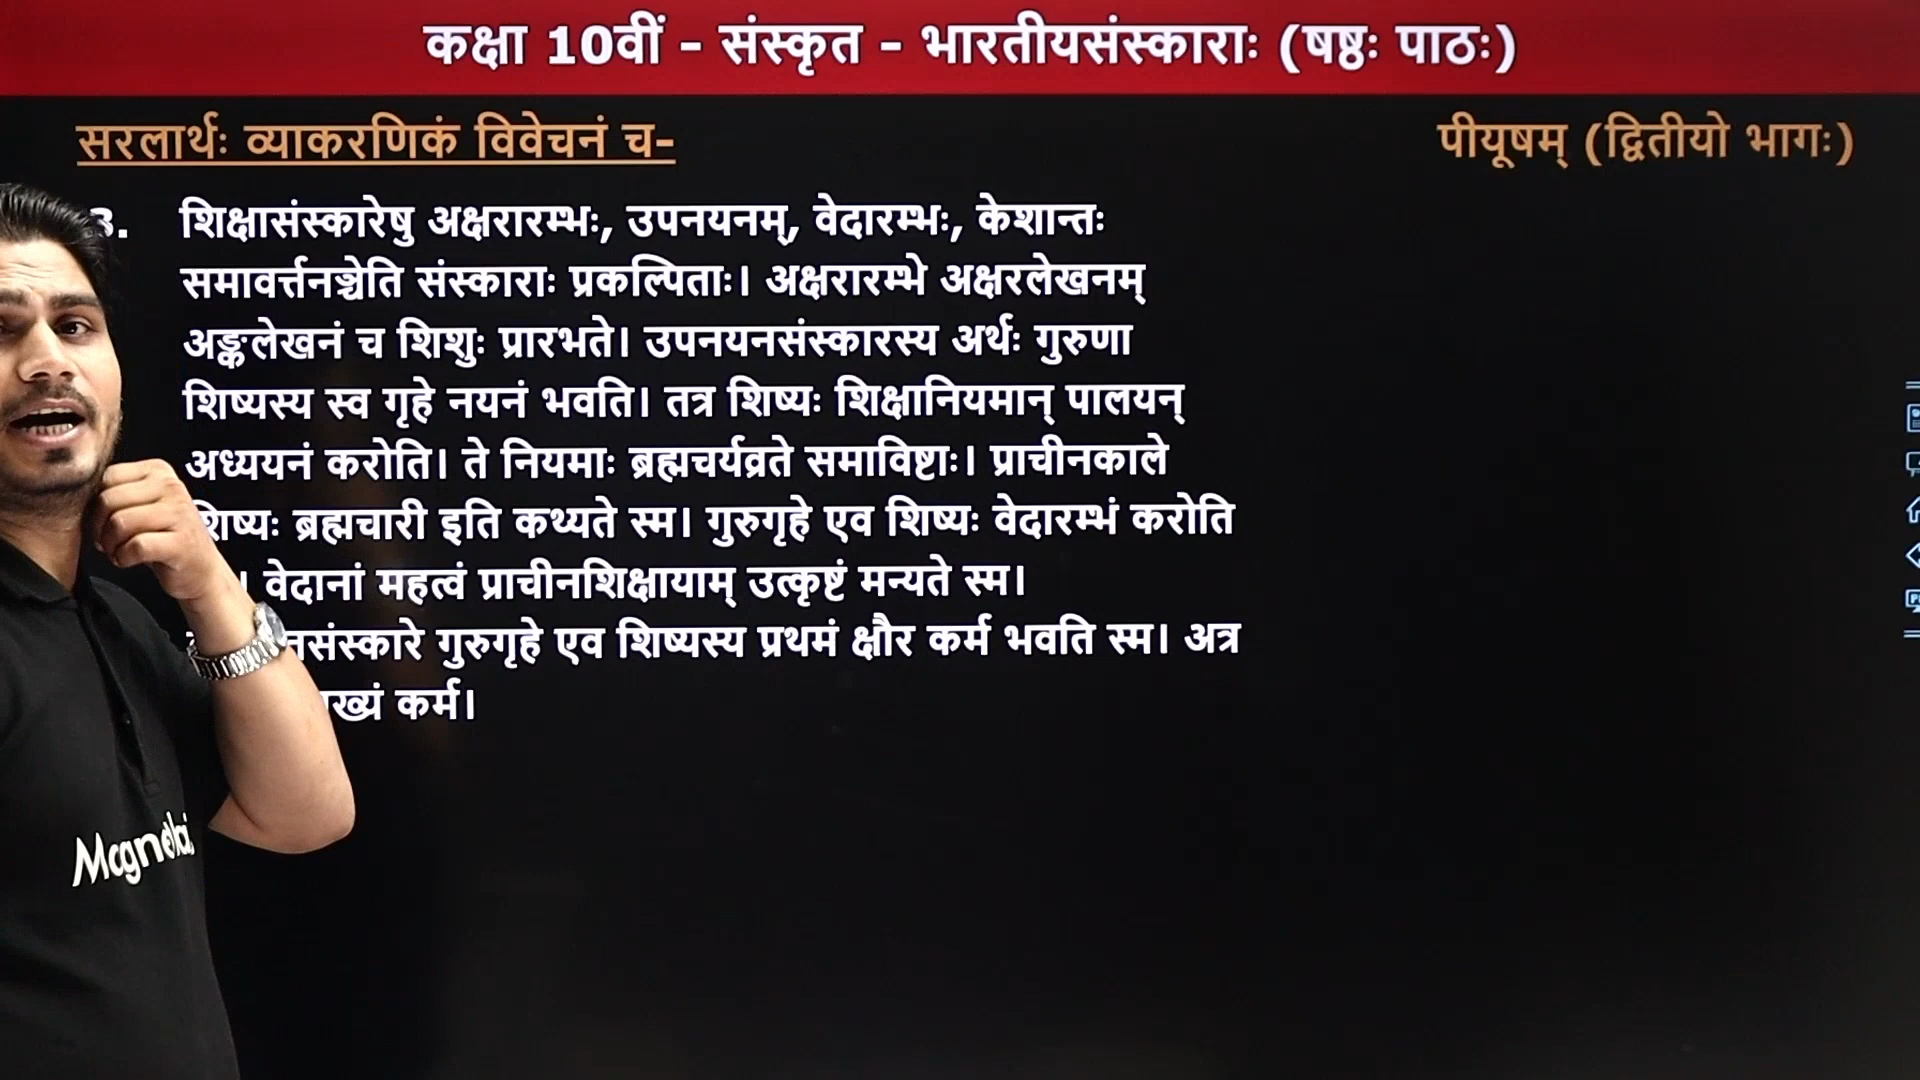 कक्षा 10वीं - संस्कृत - भारतीयसंस्काराः (षष्ठः पाठः)
सरलार्थः व्याकरणिकं विवेचनं च-
पीयूषम् (द्वितीयो भागः)
3. शिक्षासंस्कारेषु अक्षरारम्भः, उपनयनम्, वेदारम्भः, केशान्तः
समावर्त्तनञ्चेति संस्काराः प्रकल्पिताः। अक्षरारम्भे अक्षरलेखनम्
अङ्कलेखनं च शिशुः प्रारभते। उपनयनसंस्कारस्य अर्थः गुरुणा
शिष्यस्य स्व गृहे नयनं भवति। तत्र शिष्यः शिक्षानियमान् पालयन्
अध्ययनं करोति। ते नियमाः ब्रह्मचर्यव्रते समाविष्टाः। प्राचीनकाले
शिष्यः ब्रह्मचारी इति कथ्यते स्म। गुरुगृहे एव शिष्यः वेदारम्भं करोति
। वेदानां महत्वं प्राचीनशिक्षायाम् उत्कृष्टं मन्यते स्म।
गुरुगृहे एव शिष्यस्य प्रथमं क्षौर कर्म भवति स्म। अत्र
कर्म।